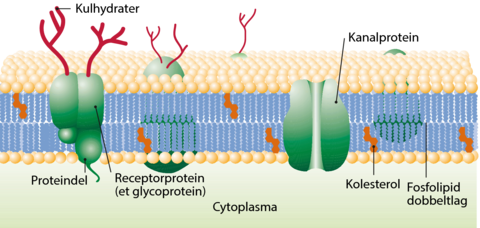 Kulhydrater
Kanalprotein
Proteindel
Receptorprotein
(et glycoprotein)
Cytoplasma
Kolesterol
Fosfolipid
dobbeltlag